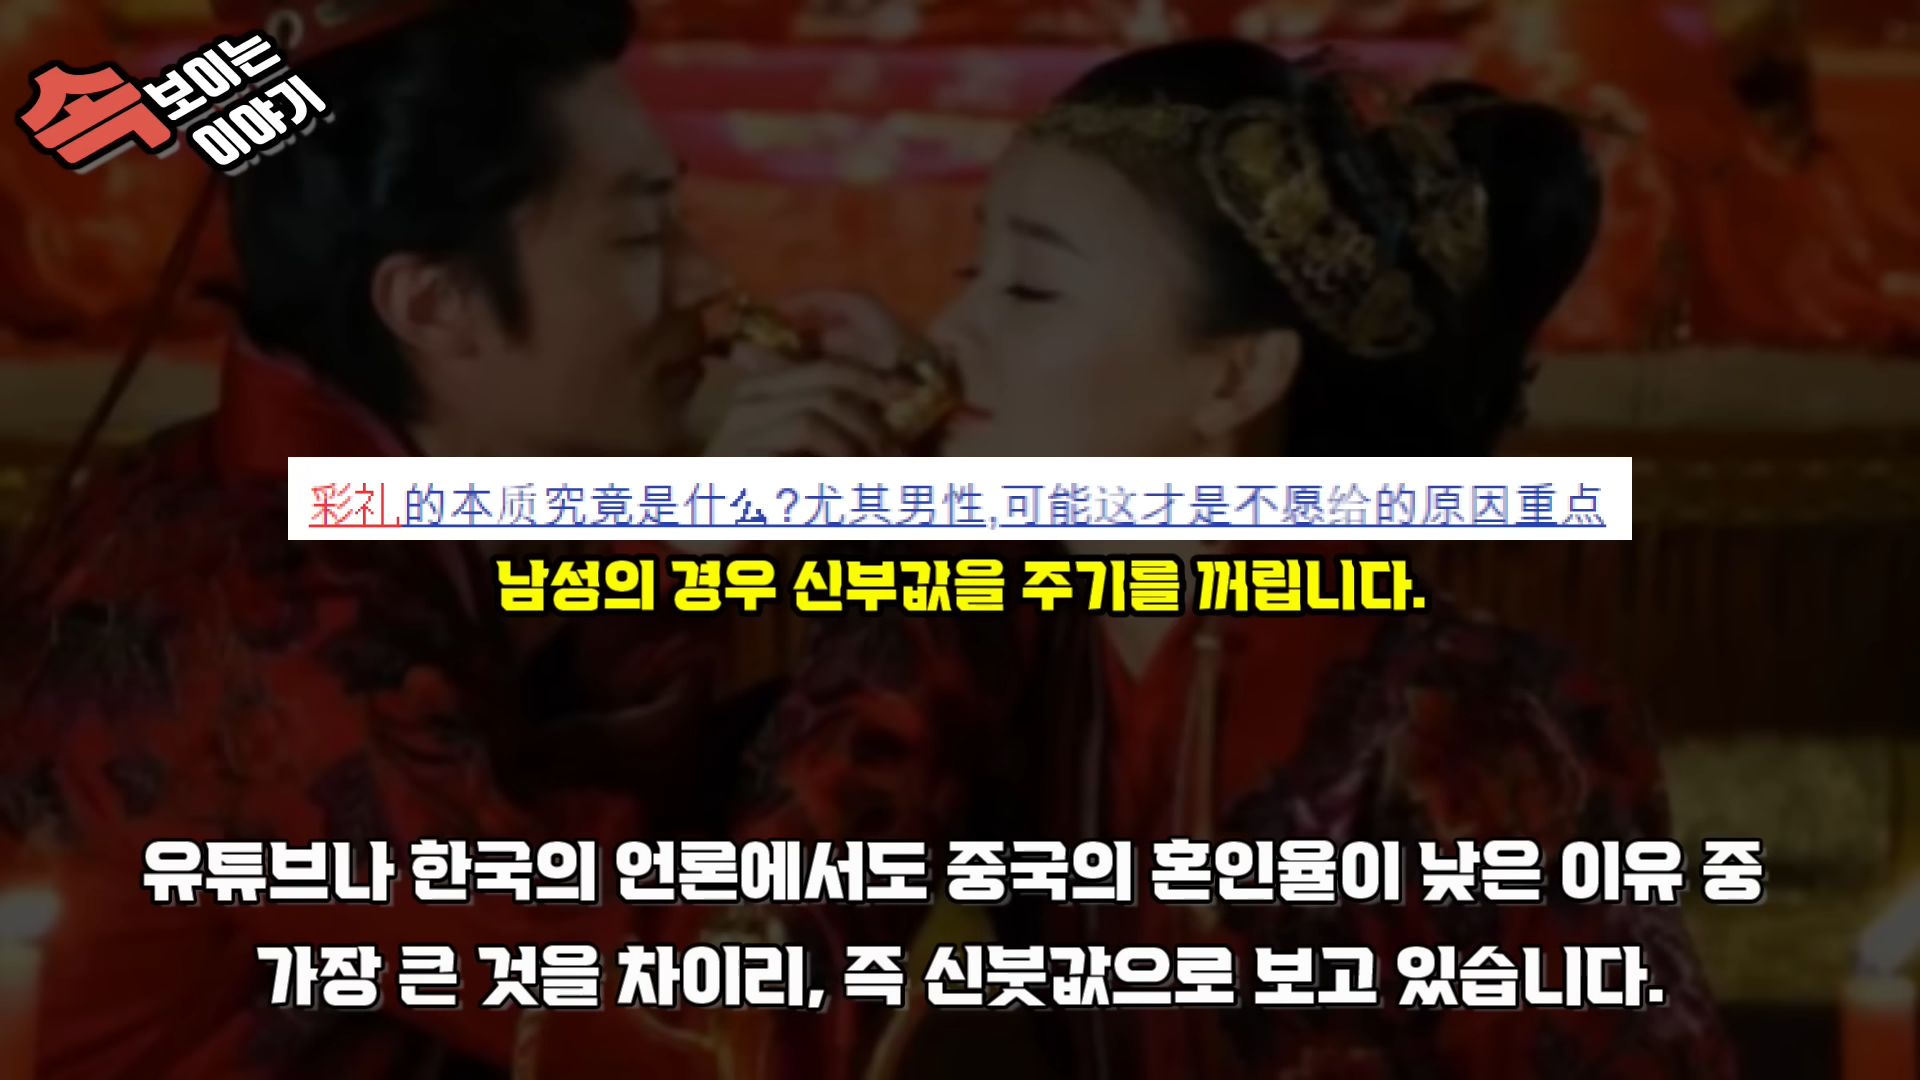 속보이는
이야기
彩礼,的本质究竟是什么?尤其男性,可能这才是不愿给的原因重点
남성의 경우 신부값을 주기를 꺼립니다.
유튜브나 한국의 언론에서도 중국의 혼인율이 낮은 이유 중
가장 큰 것을 차이리, 즉 신붓값으로 보고 있습니다.